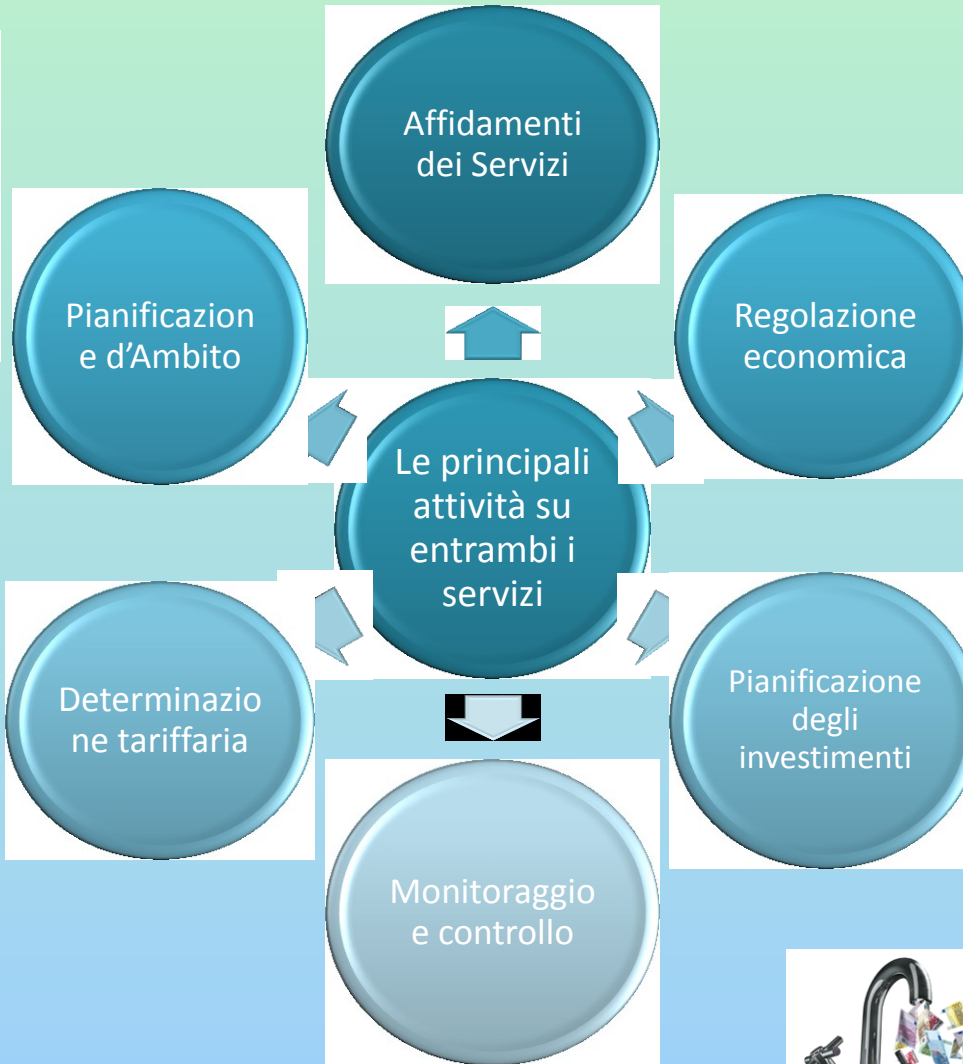 Affidamenti
dei Servizi
Pianificazion
e d’Ambito
Regolazione
economica
Le principali
attività su
entrambi i
servizi
Determinazio
ne tariffaria
Pianificazione
degli
investimenti
Monitoraggio
e controllo